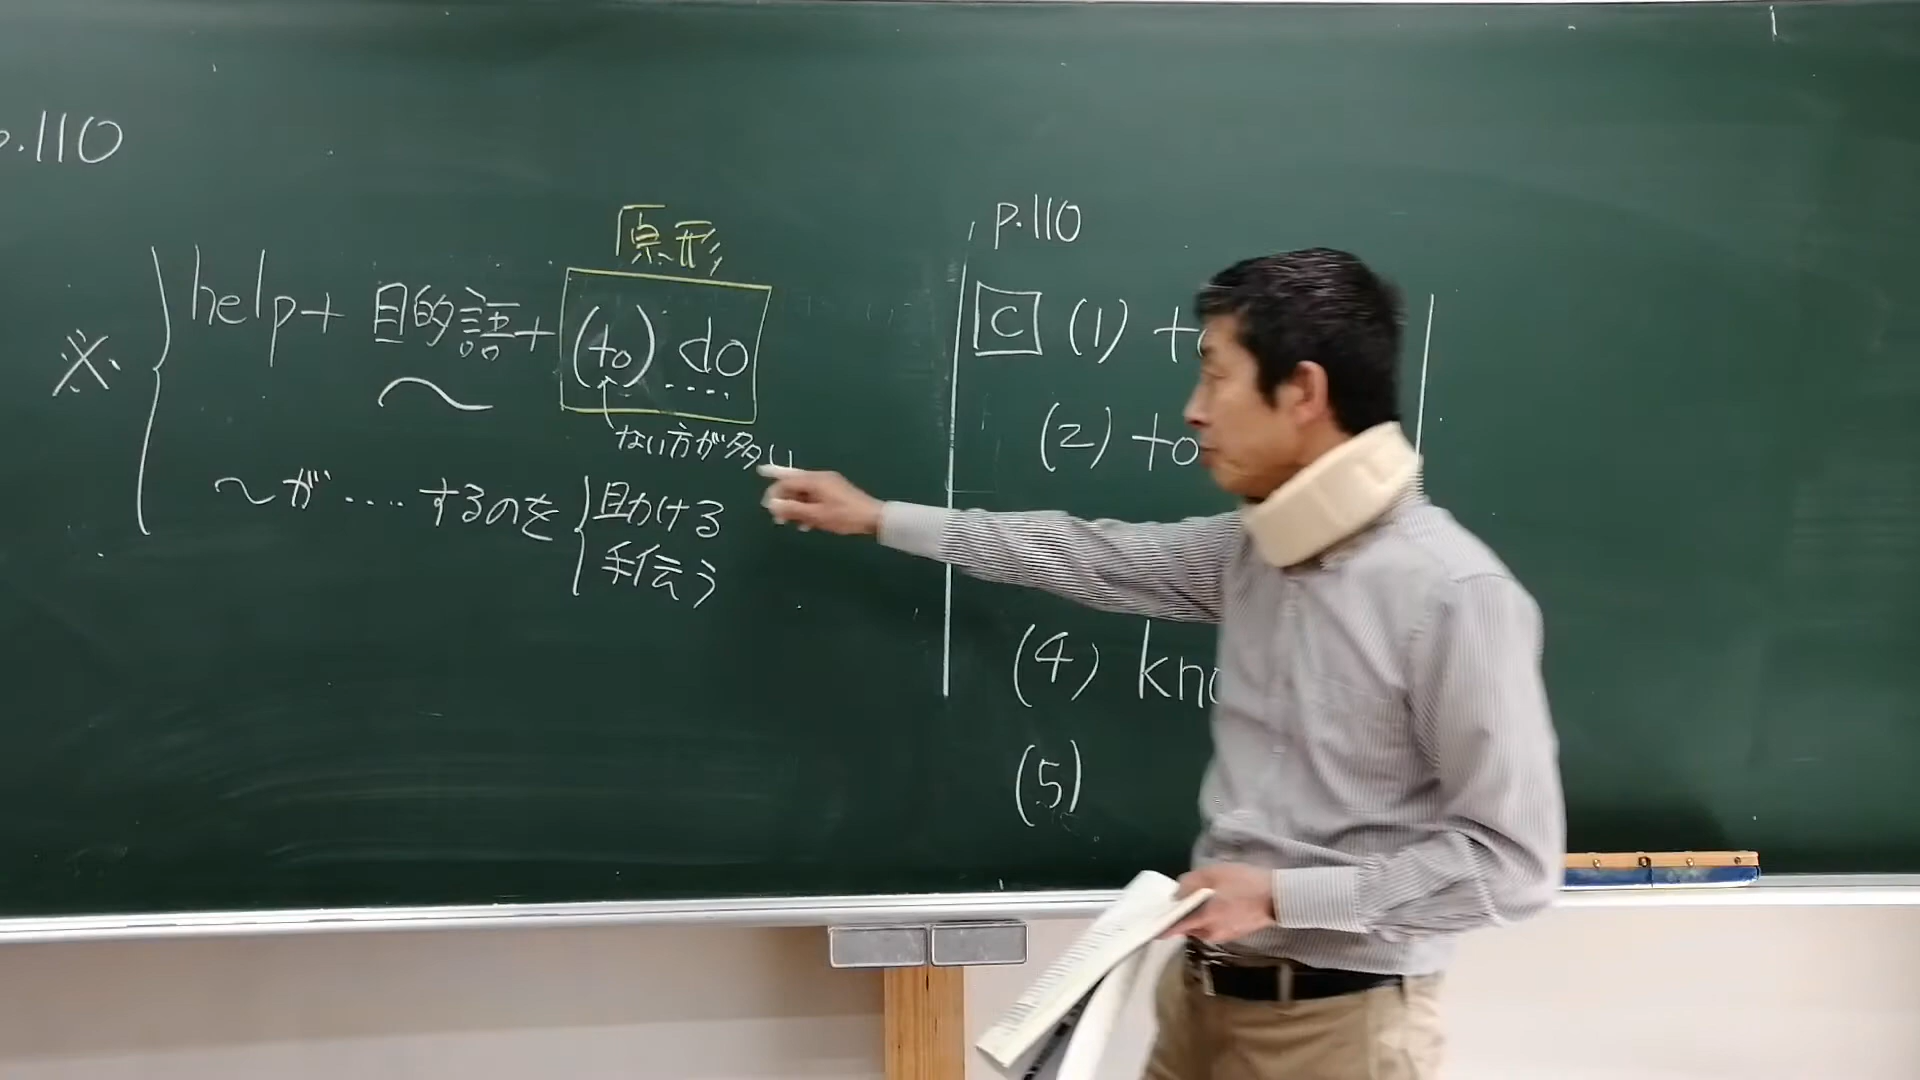 p.110
原形
※ help + 目的語 + (to) do
～ ....
ない方が多い
～が .... するのを 助ける
手伝う
p.110
C (1) to
(2) to
(4) kno
(5)